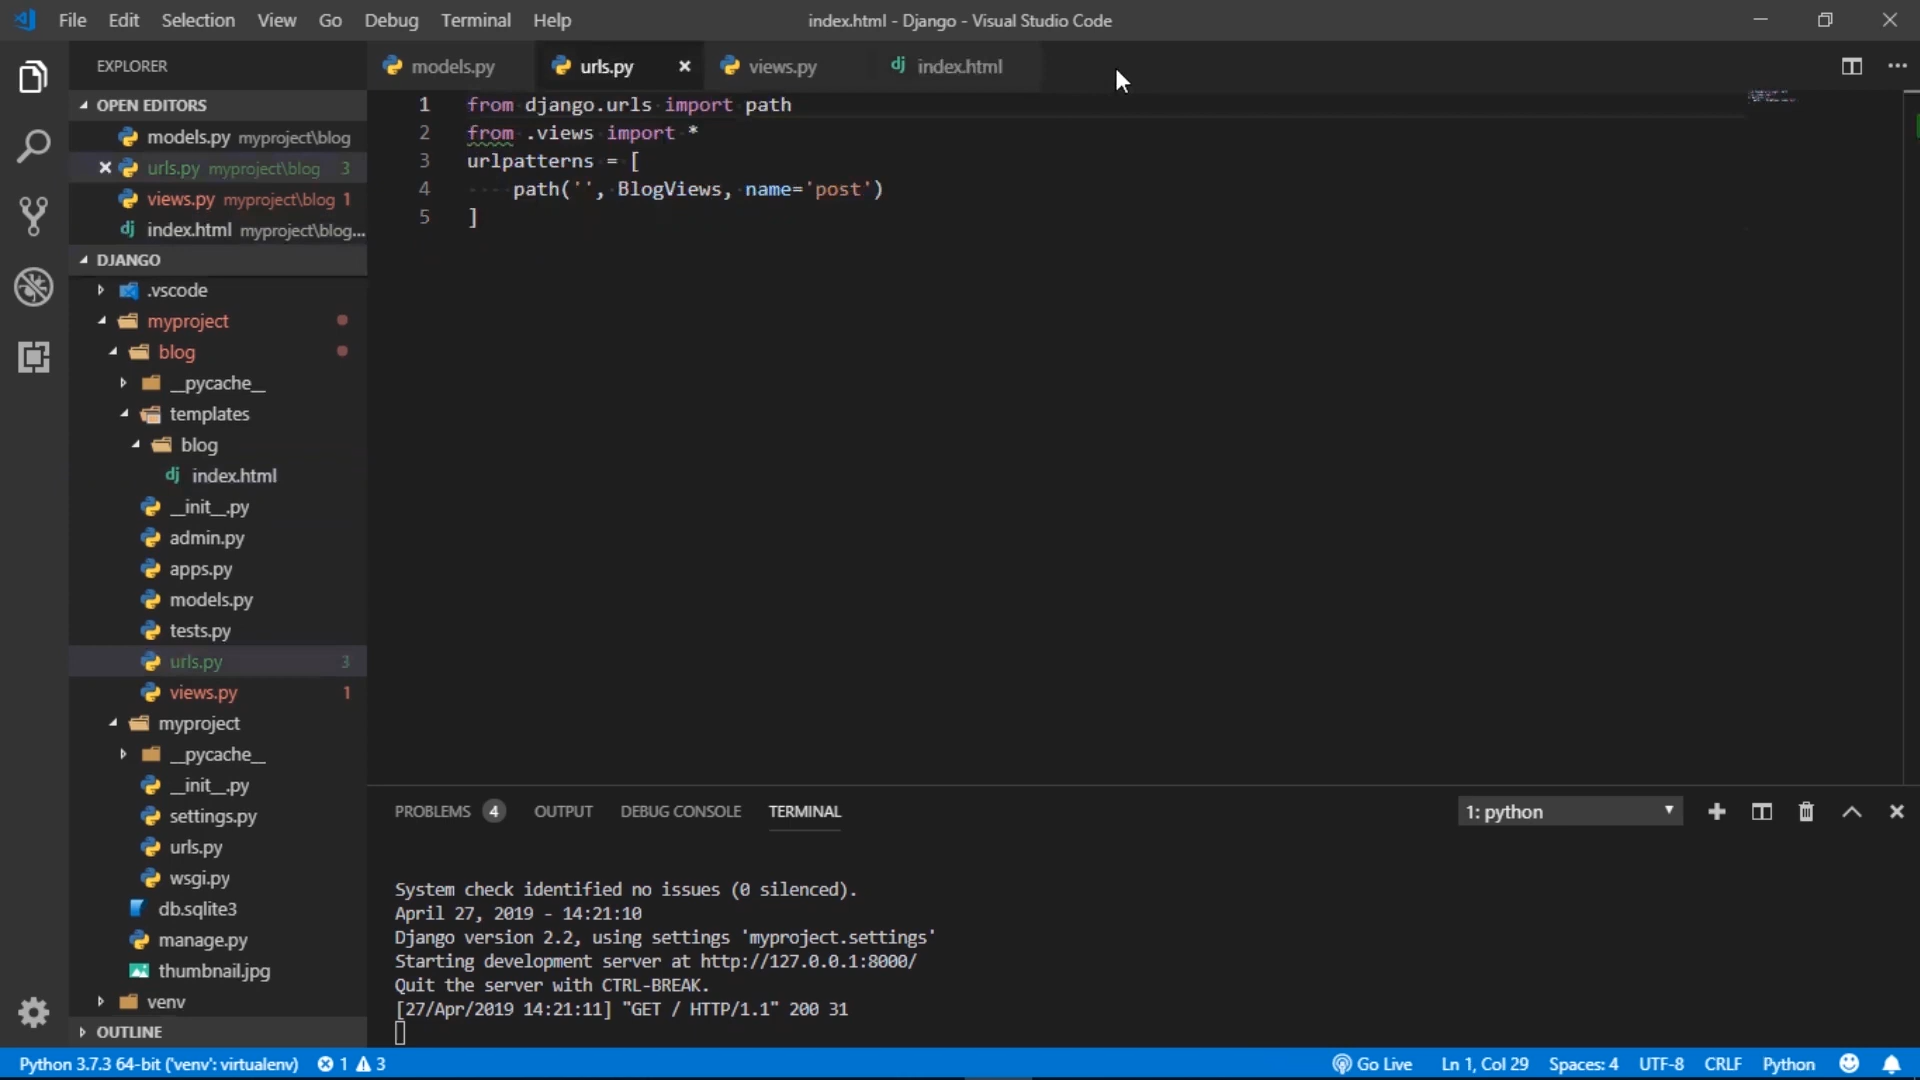 File Edit Selection View Go Debug Terminal Help
index.html - Django - Visual Studio Code
EXPLORER
OPEN EDITORS
models.py myproject\blog
urls.py myproject\blog 3
views.py myproject\blog 1
index.html myproject\blog...
DJANGO
.vscode
myproject
blog
__pycache__
templates
blog
index.html
__init__.py
admin.py
apps.py
models.py
tests.py
urls.py 3
views.py 1
myproject
__pycache__
__init__.py
settings.py
urls.py
wsgi.py
db.sqlite3
manage.py
thumbnail.jpg
venv
OUTLINE
models.py urls.py views.py index.html
1 from django.urls import path
2 from .views import *
3 urlpatterns = [
4 path('', BlogViews, name='post')
5 ]
PROBLEMS 4 OUTPUT DEBUG CONSOLE TERMINAL
1: python
System check identified no issues (0 silenced).
April 27, 2019 - 14:21:10
Django version 2.2, using settings 'myproject.settings'
Starting development server at http://127.0.0.1:8000/
Quit the server with CTRL-BREAK.
[27/Apr/2019 14:21:11] "GET / HTTP/1.1" 200 31
Python 3.7.3 64-bit ('venv': virtualenv) 1 3
Go Live Ln 1, Col 29 Spaces: 4 UTF-8 CRLF Python